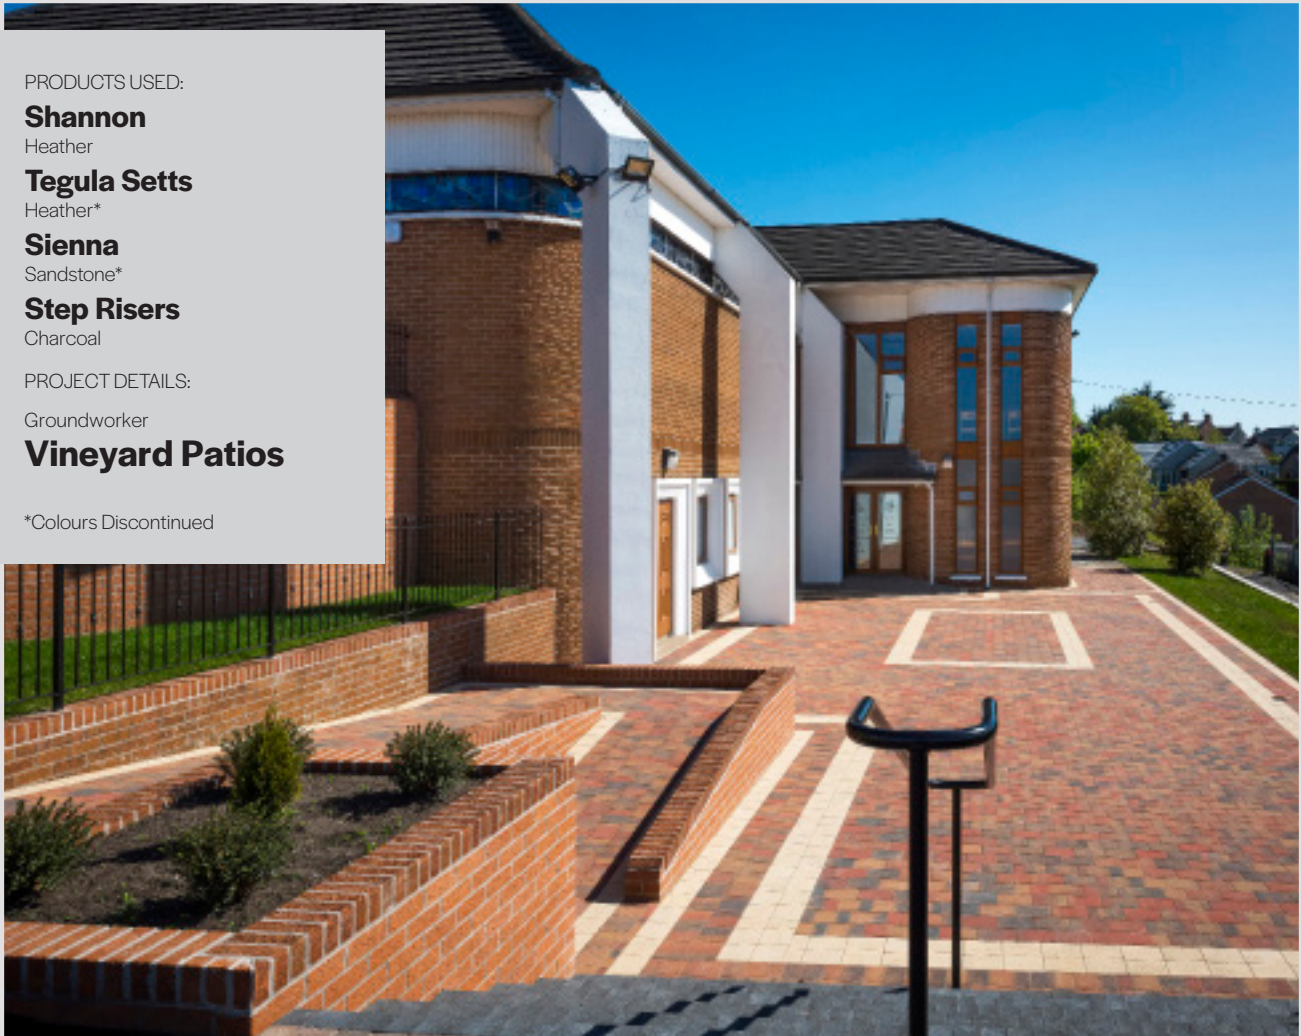 PRODUCTS USED:
Shannon
Heather
Tegula Setts
Heather*
Sienna
Sandstone*
Step Risers
Charcoal
PROJECT DETAILS:
Groundworker
Vineyard Patios
*Colours Discontinued